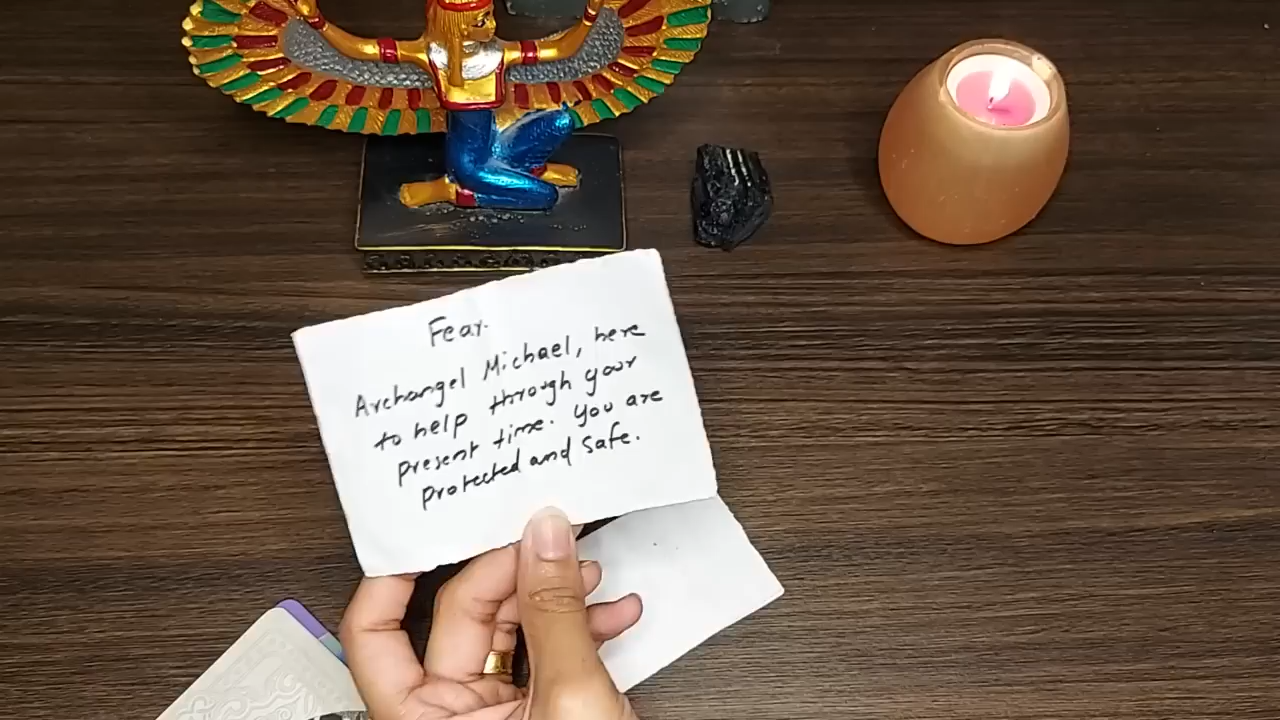 Fear.
Archangel Michael, here
to help through your
present time. You are
protected and safe.